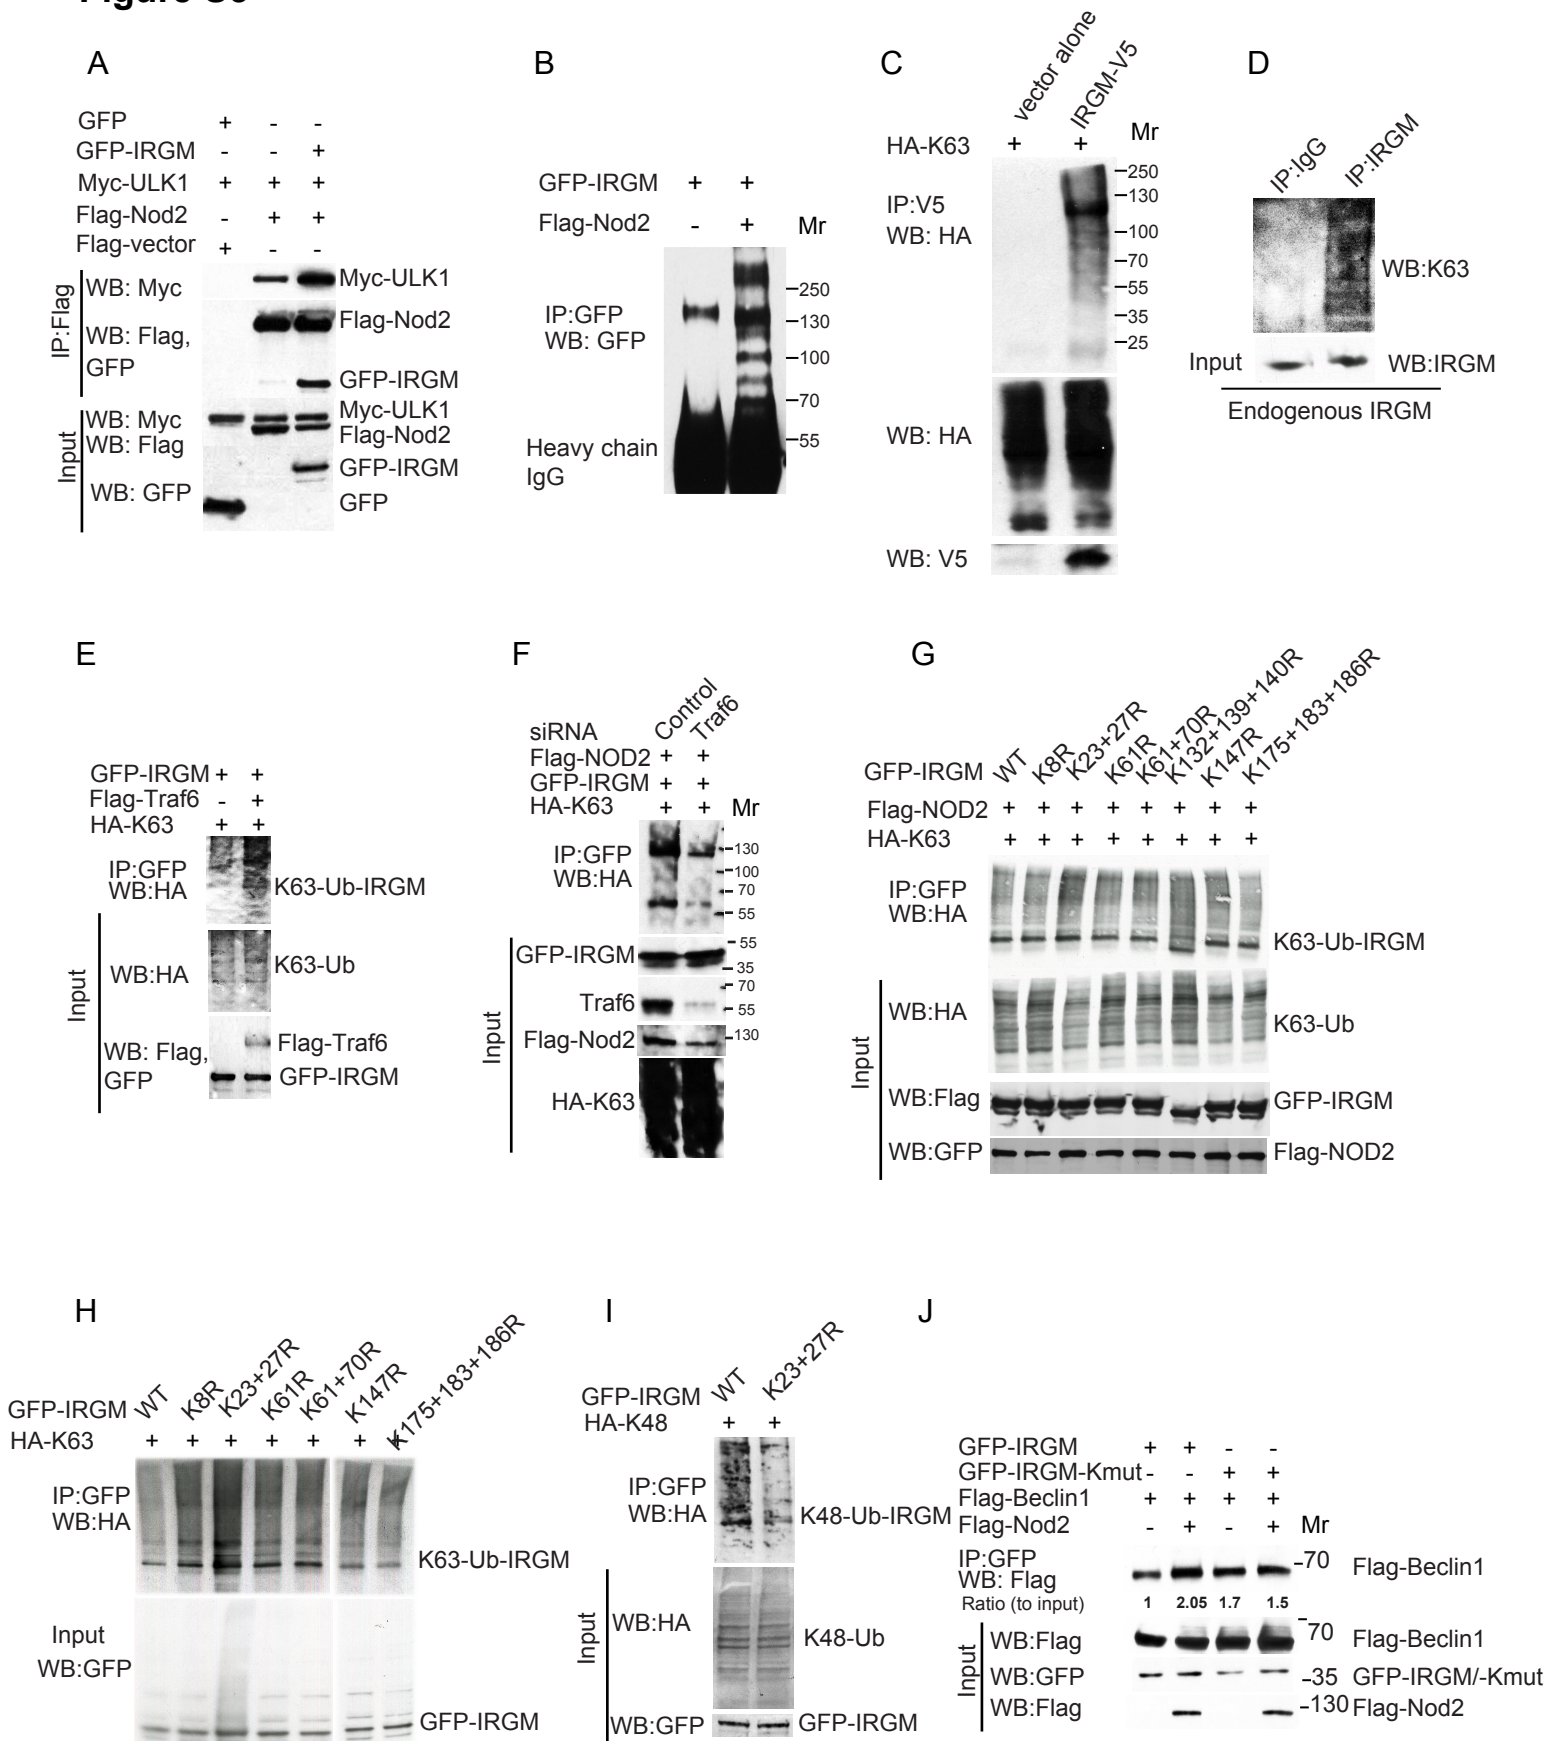 A
GFP + - -
GFP-IRGM - - +
Myc-ULK1 + + +
Flag-Nod2 - + +
Flag-vector + - -
IP:Flag
WB: Myc
Myc-ULK1
WB: Flag,
GFP
Flag-Nod2
GFP-IRGM
Input
WB: Myc
WB: Flag
Myc-ULK1
Flag-Nod2
GFP-IRGM
WB: GFP
GFP
B
GFP-IRGM + +
Flag-Nod2 - + Mr
IP:GFP
WB: GFP
250
130
100
70
55
Heavy chain
IgG
C
vector alone
IRGM-V5
HA-K63 + + Mr
IP:V5
WB: HA
250
130
100
70
55
35
25
WB: HA
WB: V5
D
IP:IgG
IP:IRGM
WB:K63
Input WB:IRGM
Endogenous IRGM
E
GFP-IRGM + +
Flag-Traf6 - +
HA-K63 + +
IP:GFP
WB:HA
K63-Ub-IRGM
Input
WB:HA
K63-Ub
WB: Flag,
GFP
Flag-Traf6
GFP-IRGM
F
siRNA Control Traf6
Flag-NOD2 + +
GFP-IRGM + +
HA-K63 + + Mr
IP:GFP
WB:HA
130
100
70
55
Input
GFP-IRGM
55
35
Traf6
70
55
Flag-Nod2
130
HA-K63
G
GFP-IRGM WT K8R K23+27R K61R K61+70R K132+139+140R K147R K175+183+186R
Flag-NOD2 + + + + + + + +
HA-K63 + + + + + + + +
IP:GFP
WB:HA
K63-Ub-IRGM
Input
WB:HA
K63-Ub
WB:Flag GFP-IRGM
WB:GFP Flag-NOD2
H
GFP-IRGM WT K8R K23+27R K61R K61+70R K147R K175+183+186R
HA-K63 + + + + + + +
IP:GFP
WB:HA
K63-Ub-IRGM
Input
WB:GFP
GFP-IRGM
I
GFP-IRGM WT K23+27R
HA-K48 + +
IP:GFP
WB:HA
K48-Ub-IRGM
Input
WB:HA
K48-Ub
WB:GFP GFP-IRGM
J
GFP-IRGM + + - -
GFP-IRGM-Kmut - - + +
Flag-Beclin1 + + + +
Flag-Nod2 - + - + Mr
IP:GFP
WB: Flag
70 Flag-Beclin1
Ratio (to input) 1 2.05 1.7 1.5
Input
WB:Flag 70 Flag-Beclin1
WB:GFP -35 GFP-IRGM/-Kmut
WB:Flag -130 Flag-Nod2